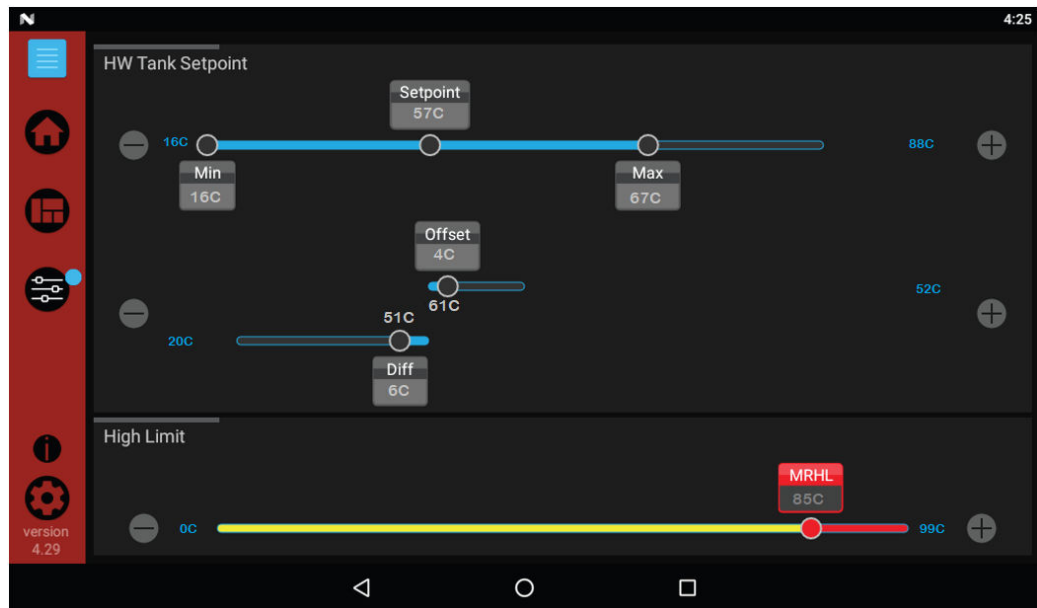 4:25
HW Tank Setpoint
Setpoint
57C
16C
88C
Min
16C
Max
67C
Offset
4C
61C
52C
51C
20C
Diff
6C
High Limit
MRHL
85C
0C
99C
version
4.29